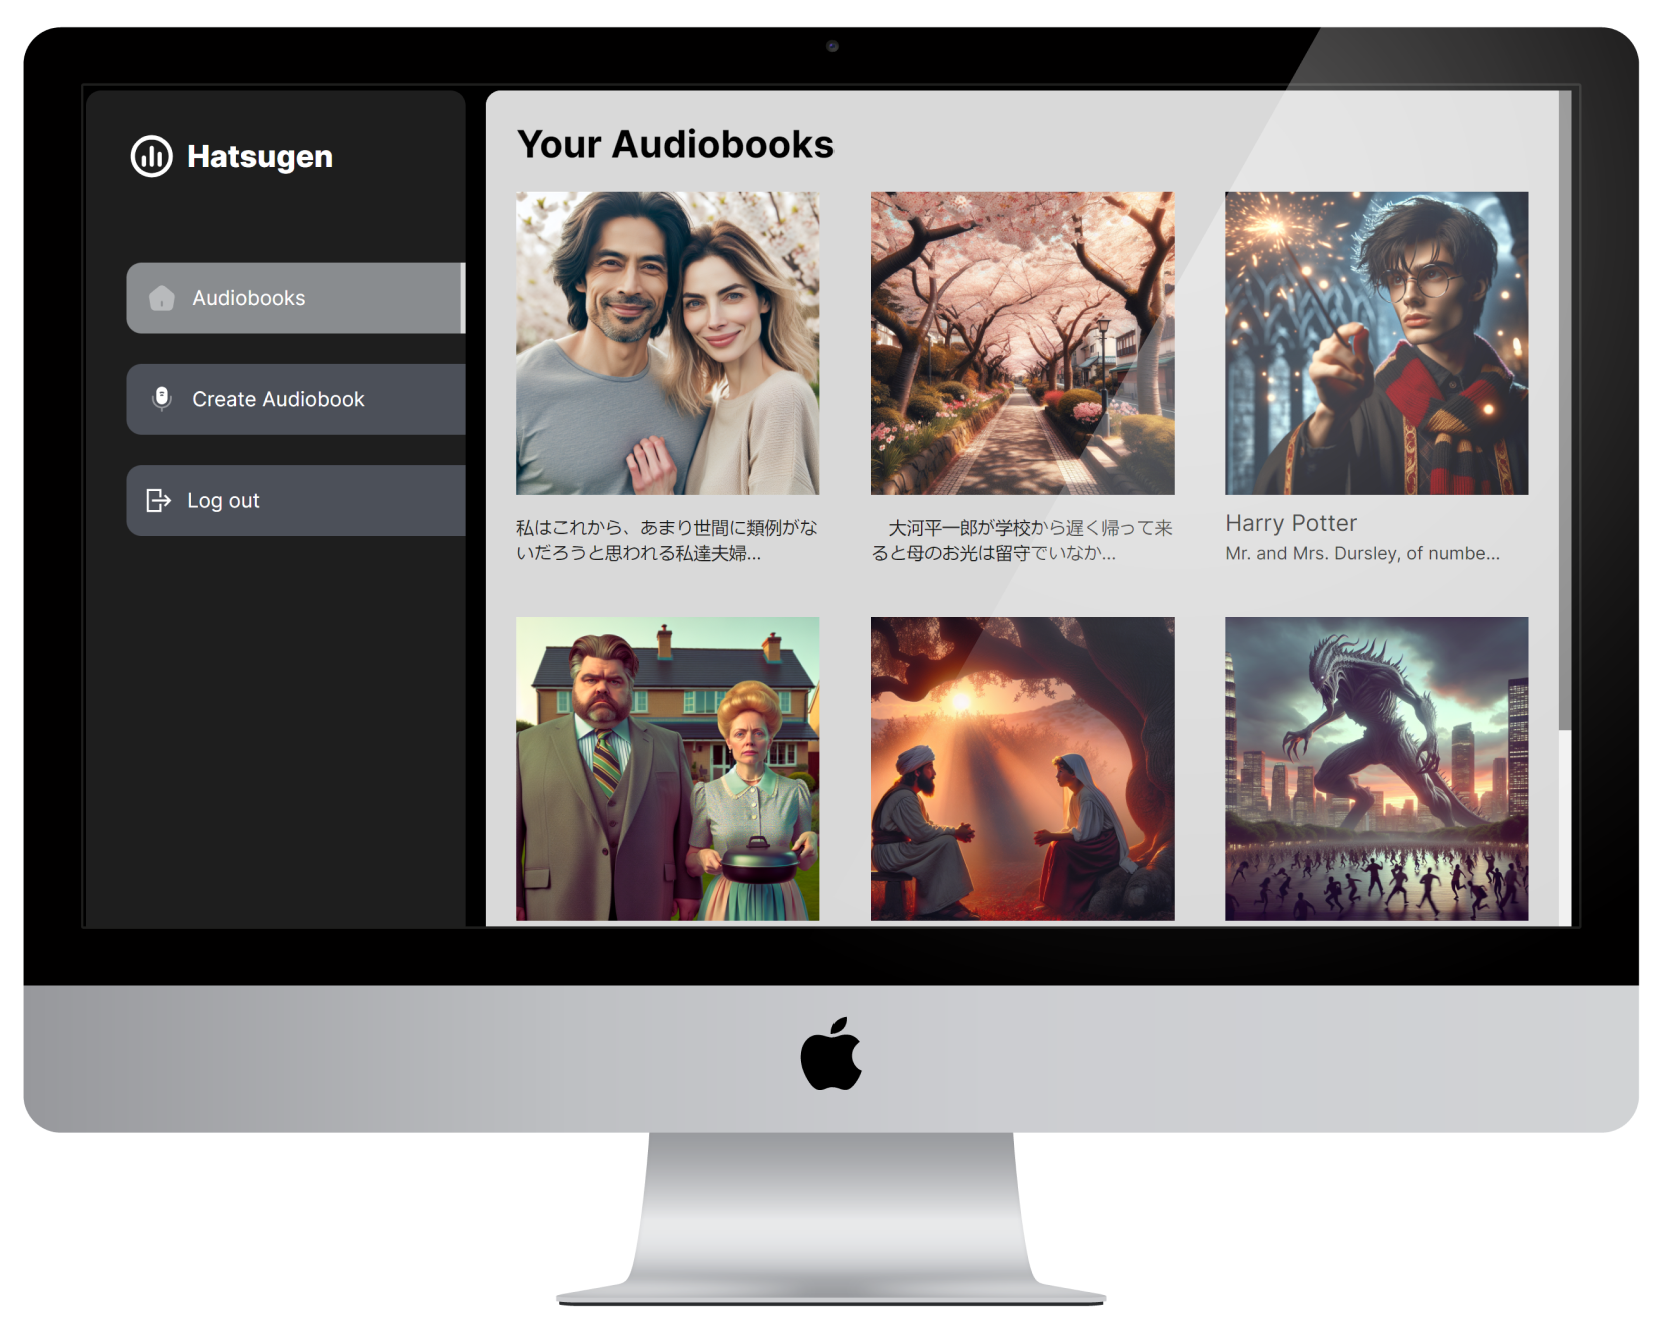 Hatsugen
Audiobooks
Create Audiobook
Log out
Your Audiobooks
私はこれから、あまり世間に類例がな
いだろうと思われる私達夫婦...
大河平一郎が学校から遅く帰って来
ると母のお光は留守でいなか...
Harry Potter
Mr. and Mrs. Dursley, of numbe...